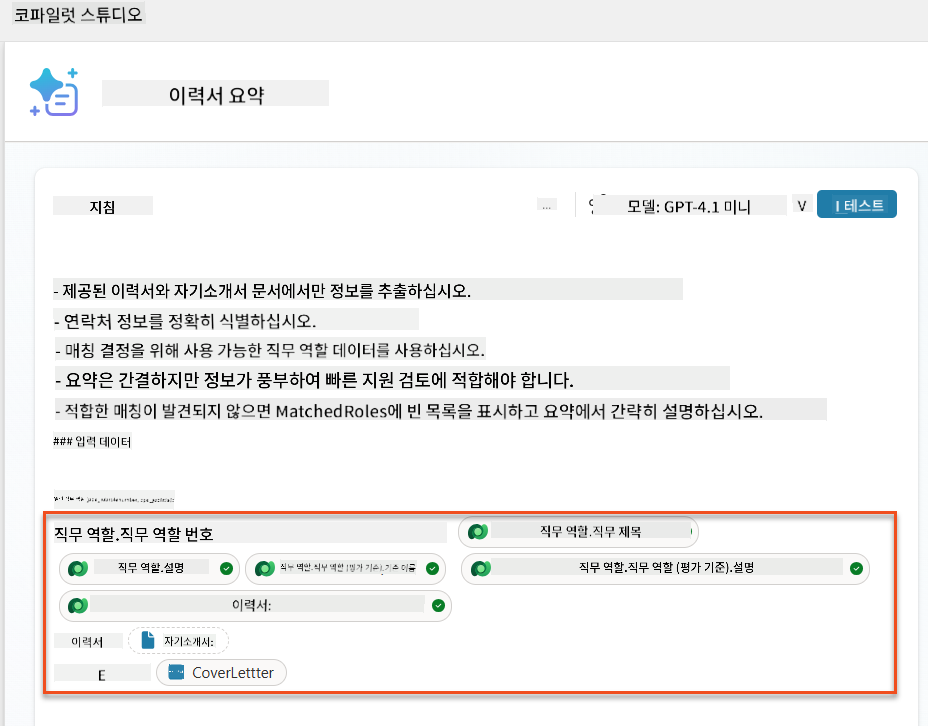 코파일럿 스튜디오
이력서 요약
지침
... 모델: GPT-4.1 미니 V 테스트
- 제공된 이력서와 자기소개서 문서에서만 정보를 추출하십시오.
- 연락처 정보를 정확히 식별하십시오.
- 매칭 결정을 위해 사용 가능한 직무 역할 데이터를 사용하십시오.
- 요약은 간결하지만 정보가 풍부하여 빠른 지원 검토에 적합해야 합니다.
- 적합한 매칭이 발견되지 않으면 MatchedRoles에 빈 목록을 표시하고 요약에서 간략히 설명하십시오.
### 입력 데이터
직무 역할.직무 역할 번호 직무 역할.직무 제목
직무 역할.설명 직무 역할.직무 역할 (평가 기준).기준 이름 직무 역할.직무 역할 (평가 기준).설명
이력서:
이력서 자기소개서:
E CoverLettter